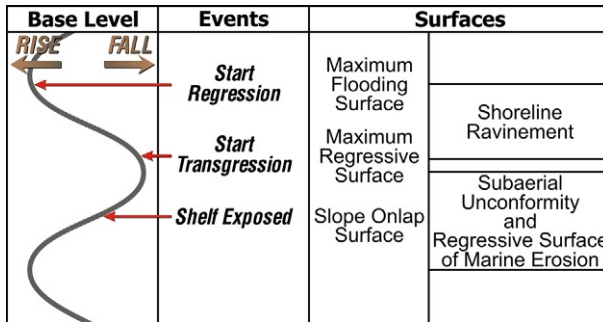 Base Level
Events
Surfaces
RISE
FALL
Start
Regression
Start
Transgression
Shelf Exposed
Maximum
Flooding
Surface
Maximum
Regressive
Surface
Slope Onlap
Surface
Shoreline
Ravinement
Subaerial
Unconformity
and
Regressive Surface
of Marine Erosion